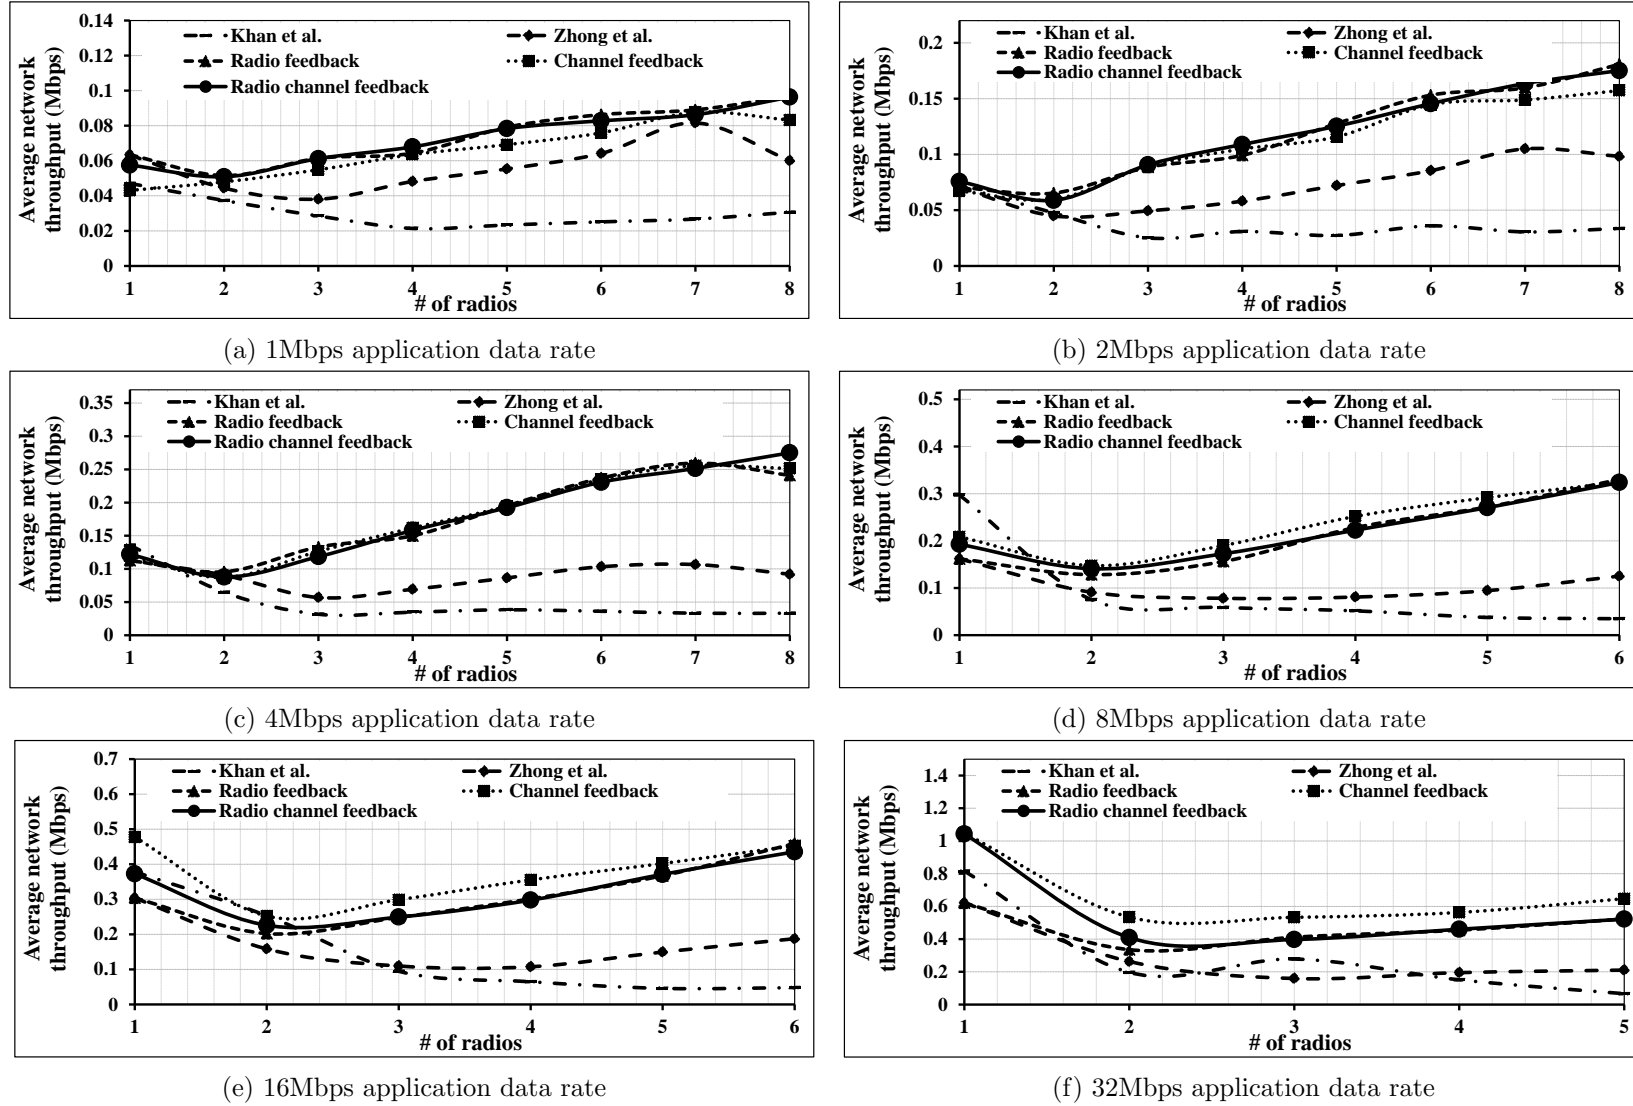 Average network
throughput (Mbps)
0.14
0.12
0.1
0.08
0.06
0.04
0.02
0
Khan et al.
Zhong et al.
Radio feedback
Channel feedback
Radio channel feedback
1 2 3 4 5 6 7 8
# of radios
(a) 1Mbps application data rate
Average network
throughput (Mbps)
0.2
0.15
0.1
0.05
0
Khan et al.
Zhong et al.
Radio feedback
Channel feedback
Radio channel feedback
1 2 3 4 5 6 7 8
# of radios
(b) 2Mbps application data rate
Average network
throughput (Mbps)
0.35
0.3
0.25
0.2
0.15
0.1
0.05
0
Khan et al.
Zhong et al.
Radio feedback
Channel feedback
Radio channel feedback
1 2 3 4 5 6 7 8
# of radios
(c) 4Mbps application data rate
Average network
throughput (Mbps)
0.5
0.4
0.3
0.2
0.1
0
Khan et al.
Zhong et al.
Radio feedback
Channel feedback
Radio channel feedback
1 2 3 4 5 6
# of radios
(d) 8Mbps application data rate
Average network
throughput (Mbps)
0.7
0.6
0.5
0.4
0.3
0.2
0.1
0
Khan et al.
Zhong et al.
Radio feedback
Channel feedback
Radio channel feedback
1 2 3 4 5 6
# of radios
(e) 16Mbps application data rate
Average network
throughput (Mbps)
1.4
1.2
1
0.8
0.6
0.4
0.2
0
Khan et al.
Zhong et al.
Radio feedback
Channel feedback
Radio channel feedback
1 2 3 4 5
# of radios
(f) 32Mbps application data rate